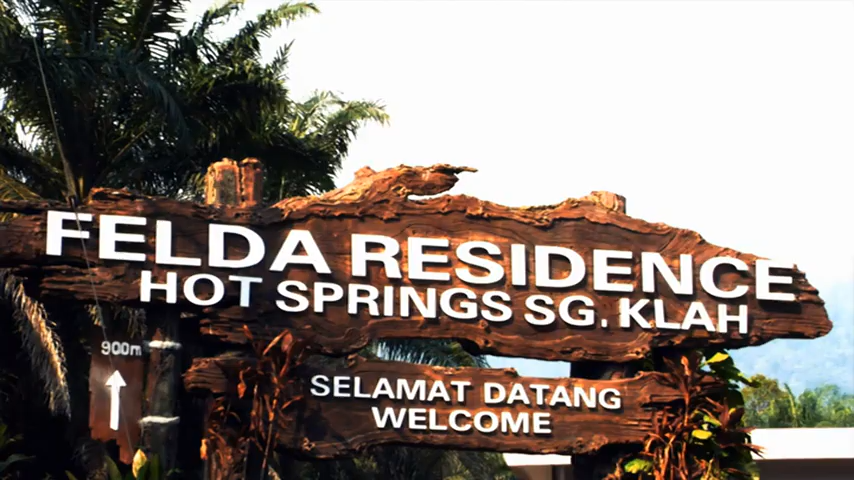 FELDA RESIDENCE
HOT SPRINGS SG. KLAH
900m
SELAMAT DATANG
WELCOME